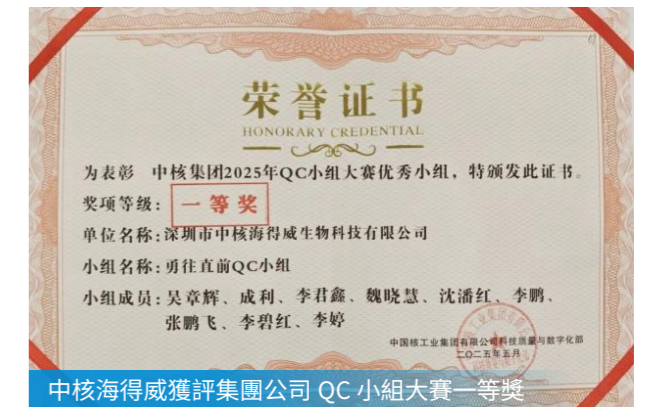 荣誉证书
HONORARY CREDENTIAL
为表彰 中核集团2025年QC小组大赛优秀小组，特颁发此证书。
奖项等级：一等奖
单位名称：深圳市中核海得威生物科技有限公司
小组名称：勇往直前QC小组
小组成员：吴章辉、成利、李君鑫、魏晓慧、沈潘红、李鹏、
张鹏飞、李碧红、李婷
中国核工业集团有限公司科技质量与数字化部
二〇二五年五月
中核海得威獲評集團公司 QC 小組大賽一等獎